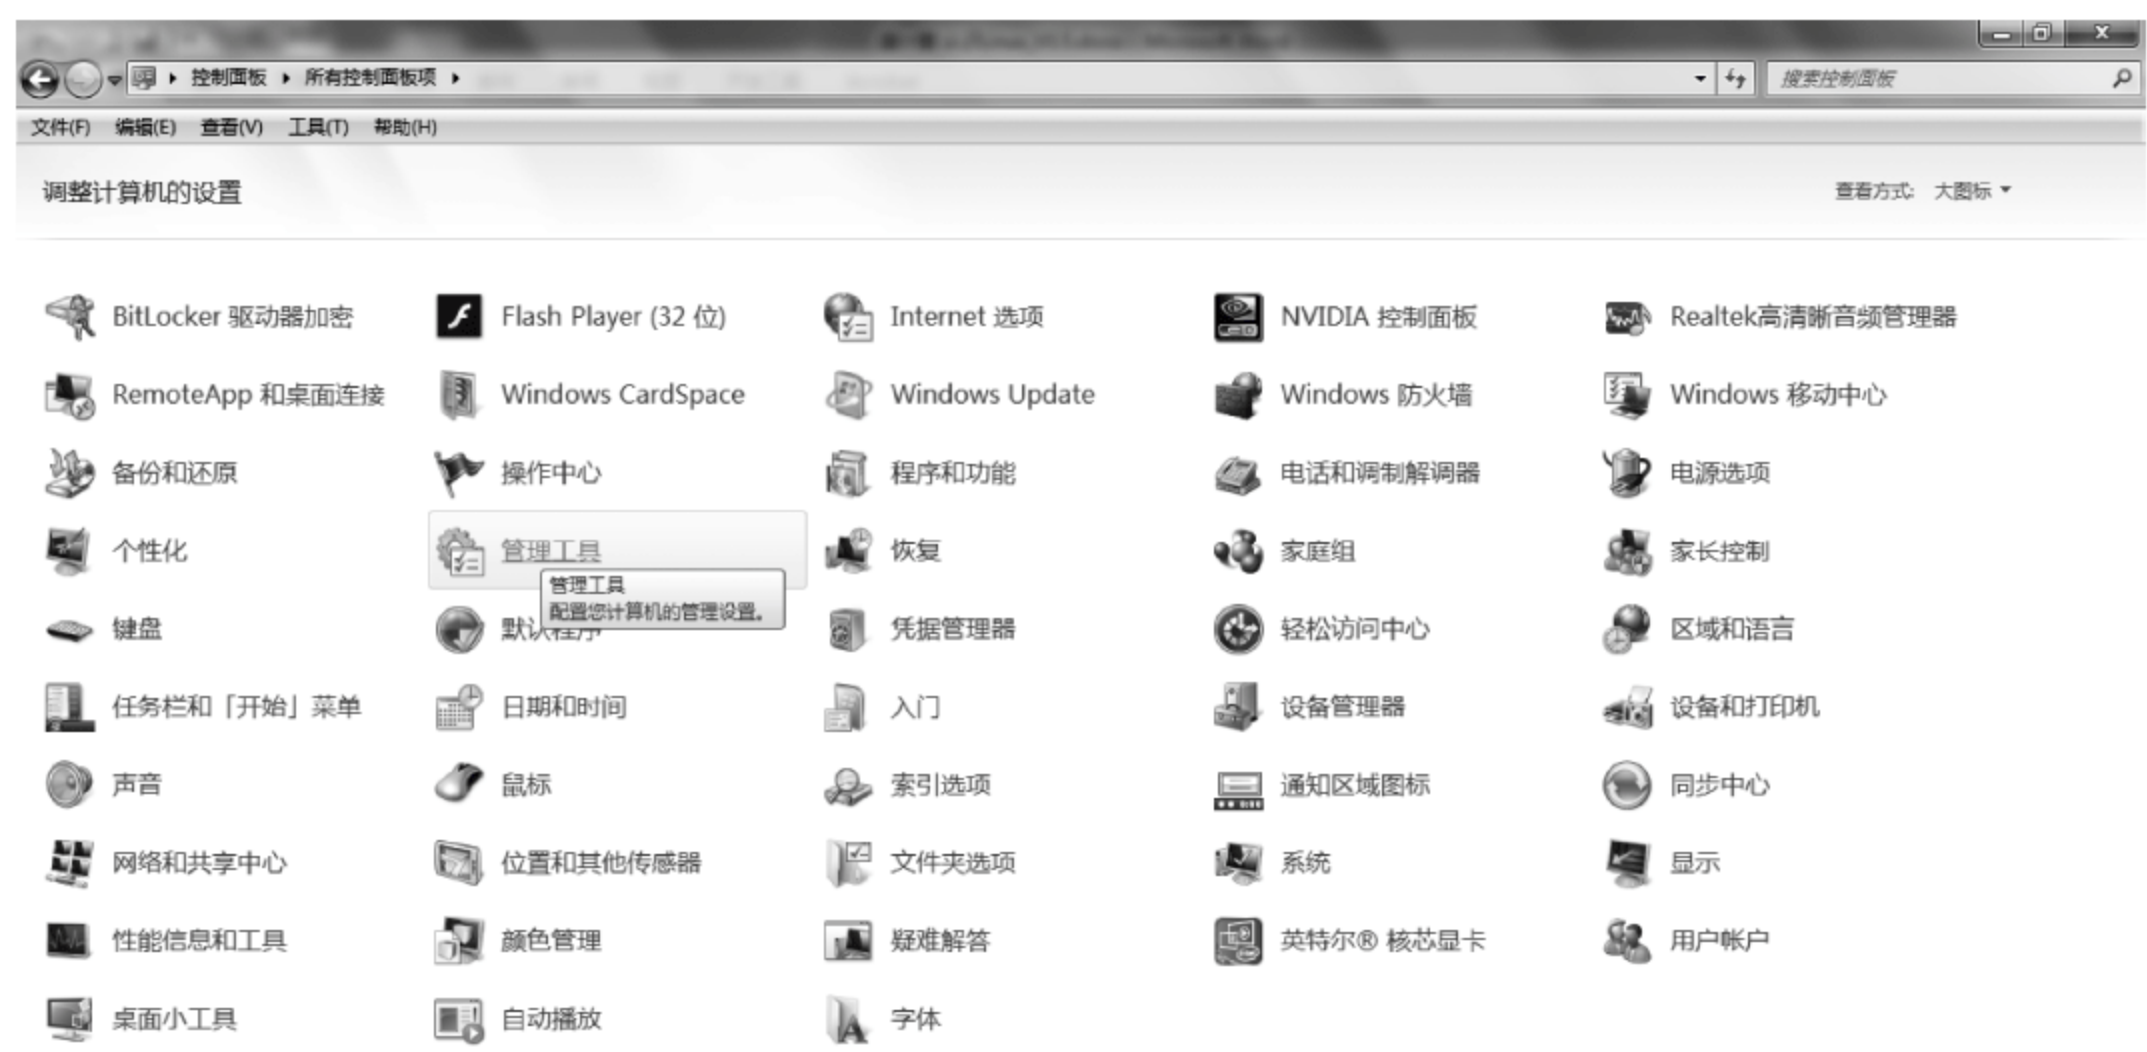 控制面板 ▸ 所有控制面板项 ▸
搜索控制面板
文件(F) 编辑(E) 查看(V) 工具(T) 帮助(H)
调整计算机的设置
查看方式: 大图标
BitLocker 驱动器加密
Flash Player (32 位)
Internet 选项
NVIDIA 控制面板
Realtek高清晰音频管理器
RemoteApp 和桌面连接
Windows CardSpace
Windows Update
Windows 防火墙
Windows 移动中心
备份和还原
操作中心
程序和功能
电话和调制解调器
电源选项
个性化
管理工具
恢复
家庭组
家长控制
管理工具
配置您计算机的管理设置。
键盘
默认程序
凭据管理器
轻松访问中心
区域和语言
任务栏和「开始」菜单
日期和时间
入门
设备管理器
设备和打印机
声音
鼠标
索引选项
通知区域图标
同步中心
网络和共享中心
位置和其他传感器
文件夹选项
系统
显示
性能信息和工具
颜色管理
疑难解答
英特尔® 核芯显卡
用户帐户
桌面小工具
自动播放
字体